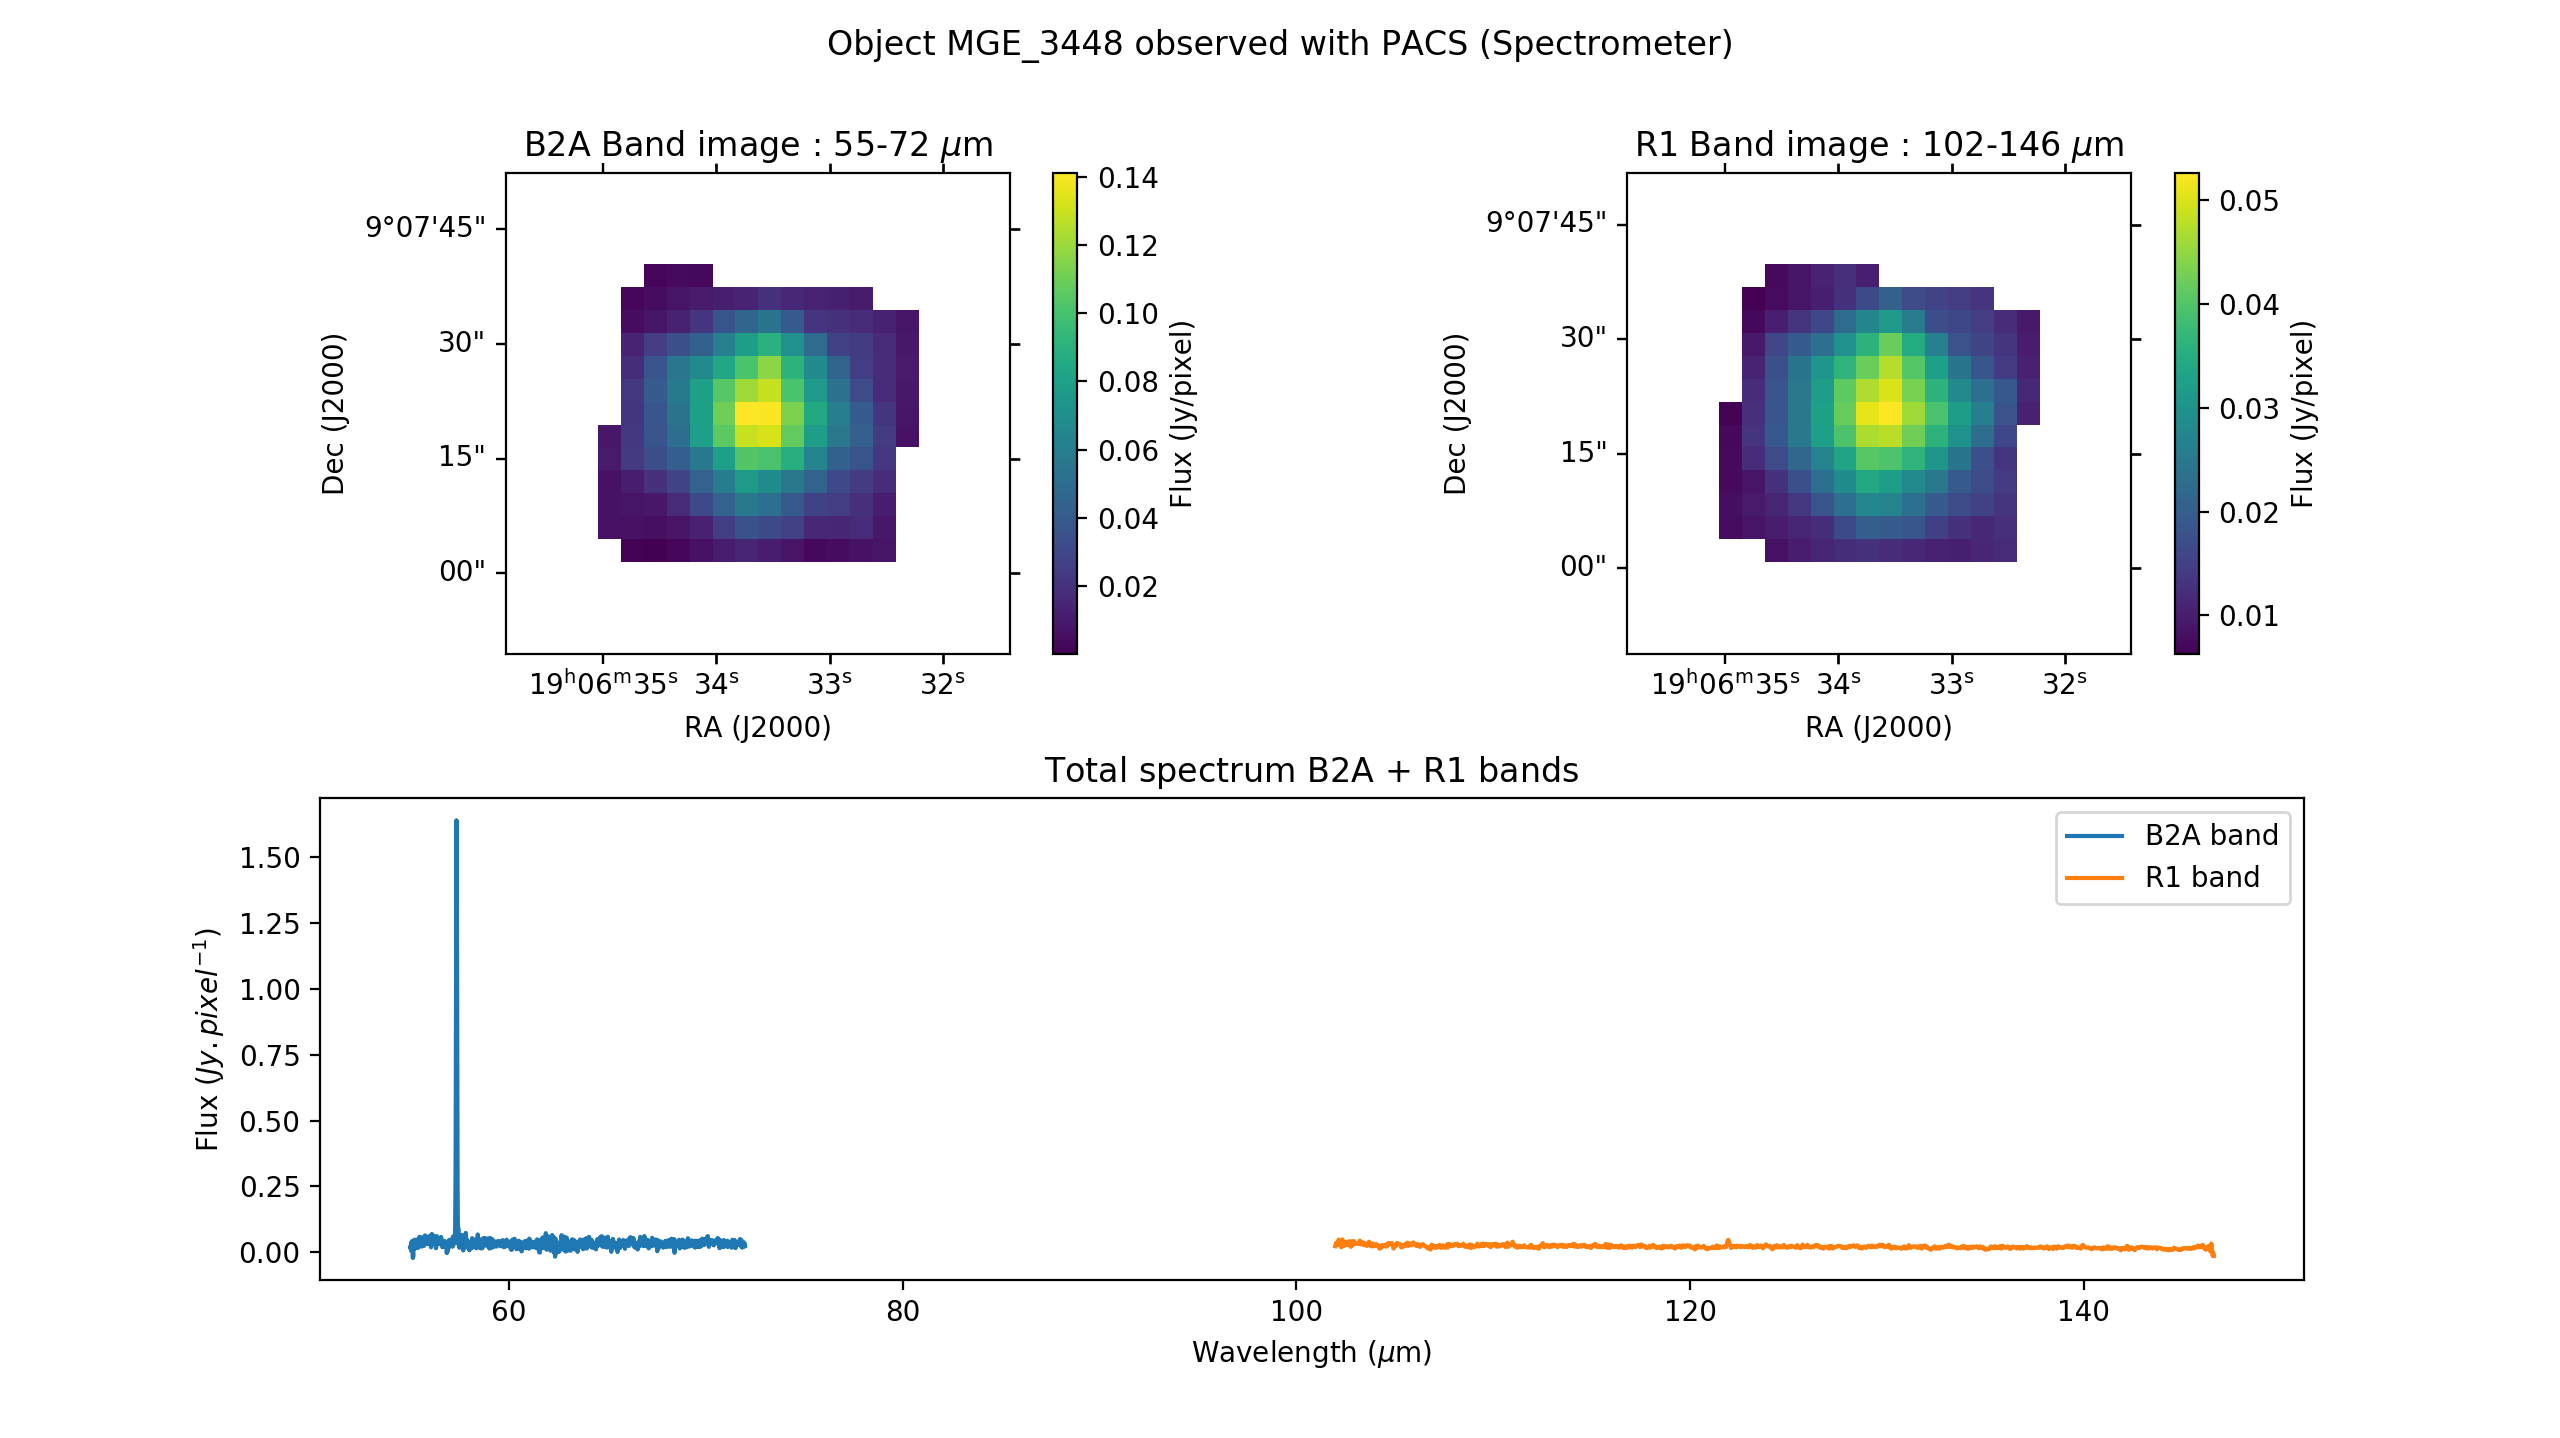 Object MGE_3448 observed with PACS (Spectrometer)
B2A Band image : 55-72 μm
9°07'45"
30"
15"
00"
Dec (J2000)
19ʰ06ᵐ35ˢ 34ˢ 33ˢ 32ˢ
RA (J2000)
0.14
0.12
0.10
0.08
0.06
0.04
0.02
Flux (Jy/pixel)
R1 Band image : 102-146 μm
9°07'45"
30"
15"
00"
Dec (J2000)
19ʰ06ᵐ35ˢ 34ˢ 33ˢ 32ˢ
RA (J2000)
0.05
0.04
0.03
0.02
0.01
Flux (Jy/pixel)
Total spectrum B2A + R1 bands
1.50
1.25
1.00
0.75
0.50
0.25
0.00
Flux (Jy.pixel⁻¹)
B2A band
R1 band
60 80 100 120 140
Wavelength (μm)